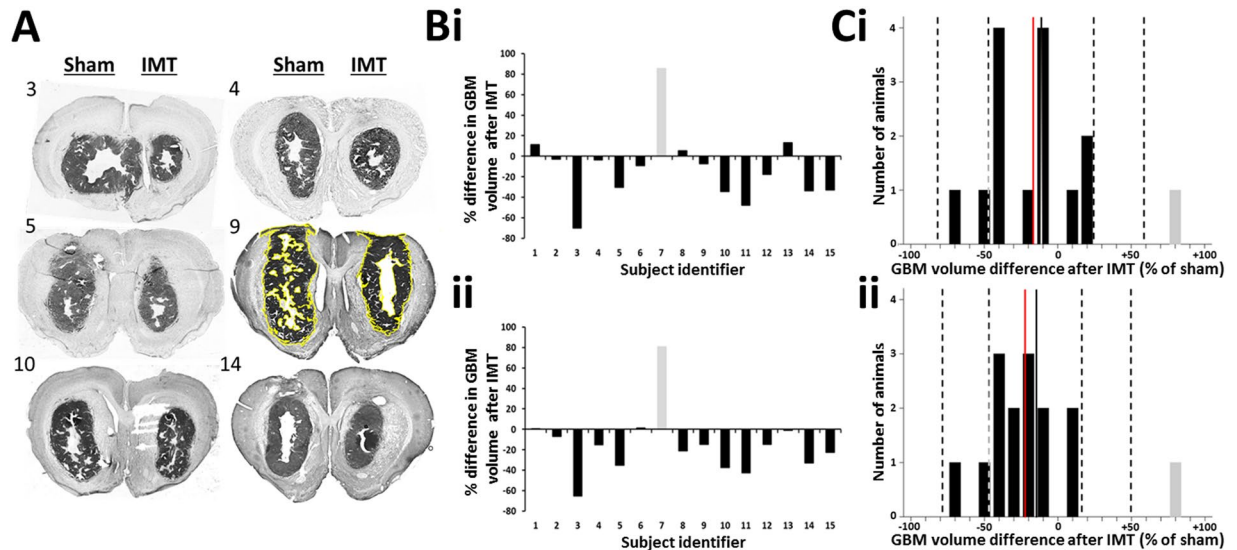 A
Sham IMT Sham IMT
3 4
5 9
10 14
Bi
% difference in GBM
volume after IMT
100
80
60
40
20
0
-20
-40
-60
-80
1 2 3 4 5 6 7 8 9 10 11 12 13 14 15
Subject identifier
ii
% difference in GBM
volume after IMT
100
80
60
40
20
0
-20
-40
-60
-80
1 2 3 4 5 6 7 8 9 10 11 12 13 14 15
Subject identifier
Ci
Number of animals
4
3
2
1
0
-100 -50 0 +50 +100
GBM volume difference after IMT (% of sham)
ii
Number of animals
4
3
2
1
0
-100 -50 0 +50 +100
GBM volume difference after IMT (% of sham)